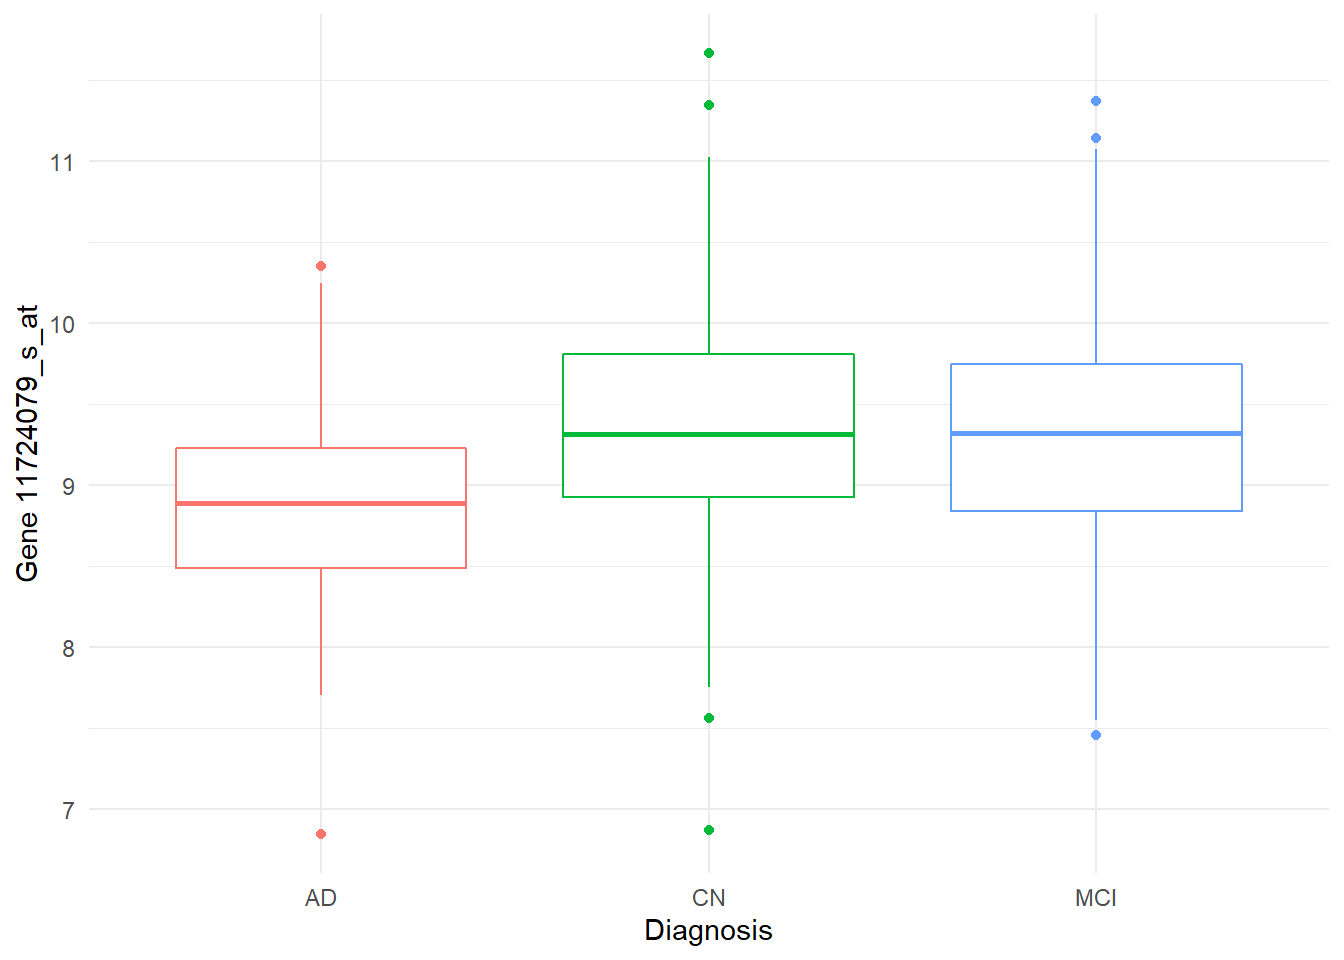 Gene 11724079_s_at
11
10
9
8
7
AD
CN
MCI
Diagnosis